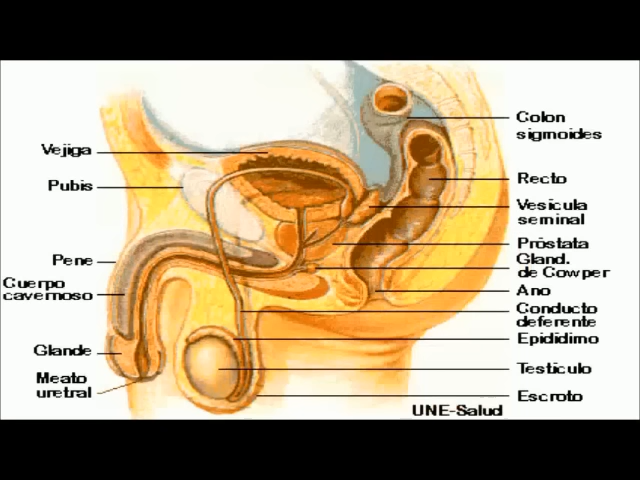 Vejiga
Pubis
Pene
Cuerpo
cavernoso
Glande
Meato
uretral
Colon
sigmoides
Recto
Vesícula
seminal
Próstata
Gland.
de Cowper
Ano
Conducto
deferente
Epidídimo
Testículo
Escroto
UNE-Salud